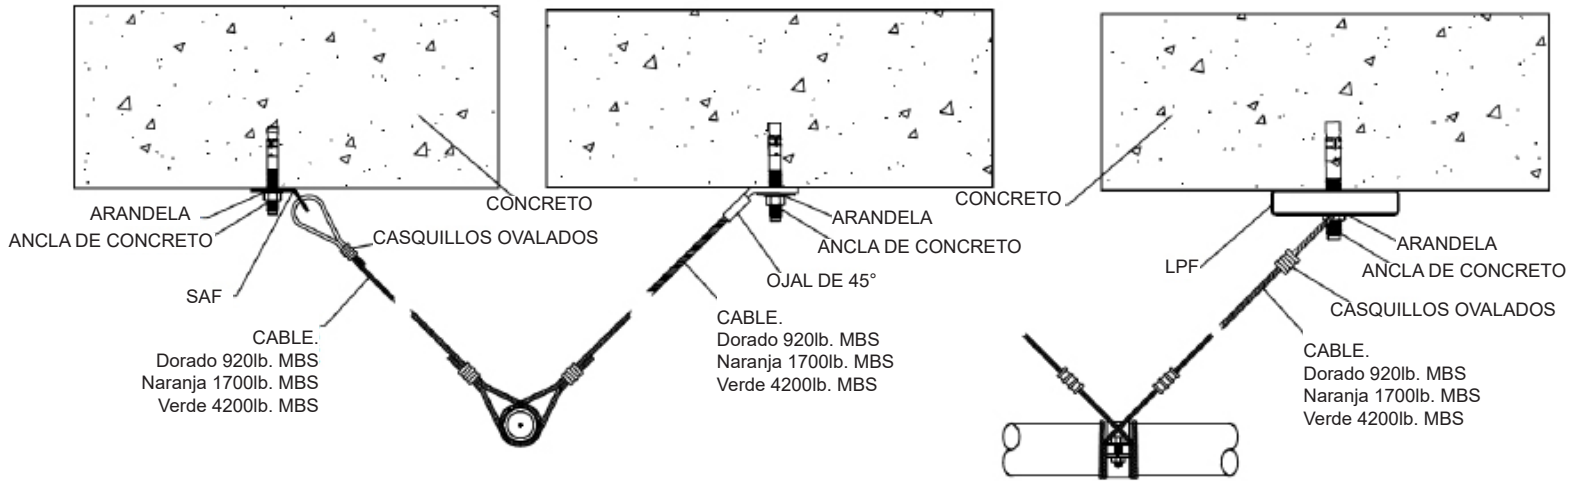 ARANDELA
ANCLA DE CONCRETO
SAF
CONCRETO
CASQUILLOS OVALADOS
CABLE.
Dorado 920lb. MBS
Naranja 1700lb. MBS
Verde 4200lb. MBS
ARANDELA
ANCLA DE CONCRETO
OJAL DE 45°
CABLE.
Dorado 920lb. MBS
Naranja 1700lb. MBS
Verde 4200lb. MBS
CONCRETO
LPF
ARANDELA
ANCLA DE CONCRETO
CASQUILLOS OVALADOS
CABLE.
Dorado 920lb. MBS
Naranja 1700lb. MBS
Verde 4200lb. MBS